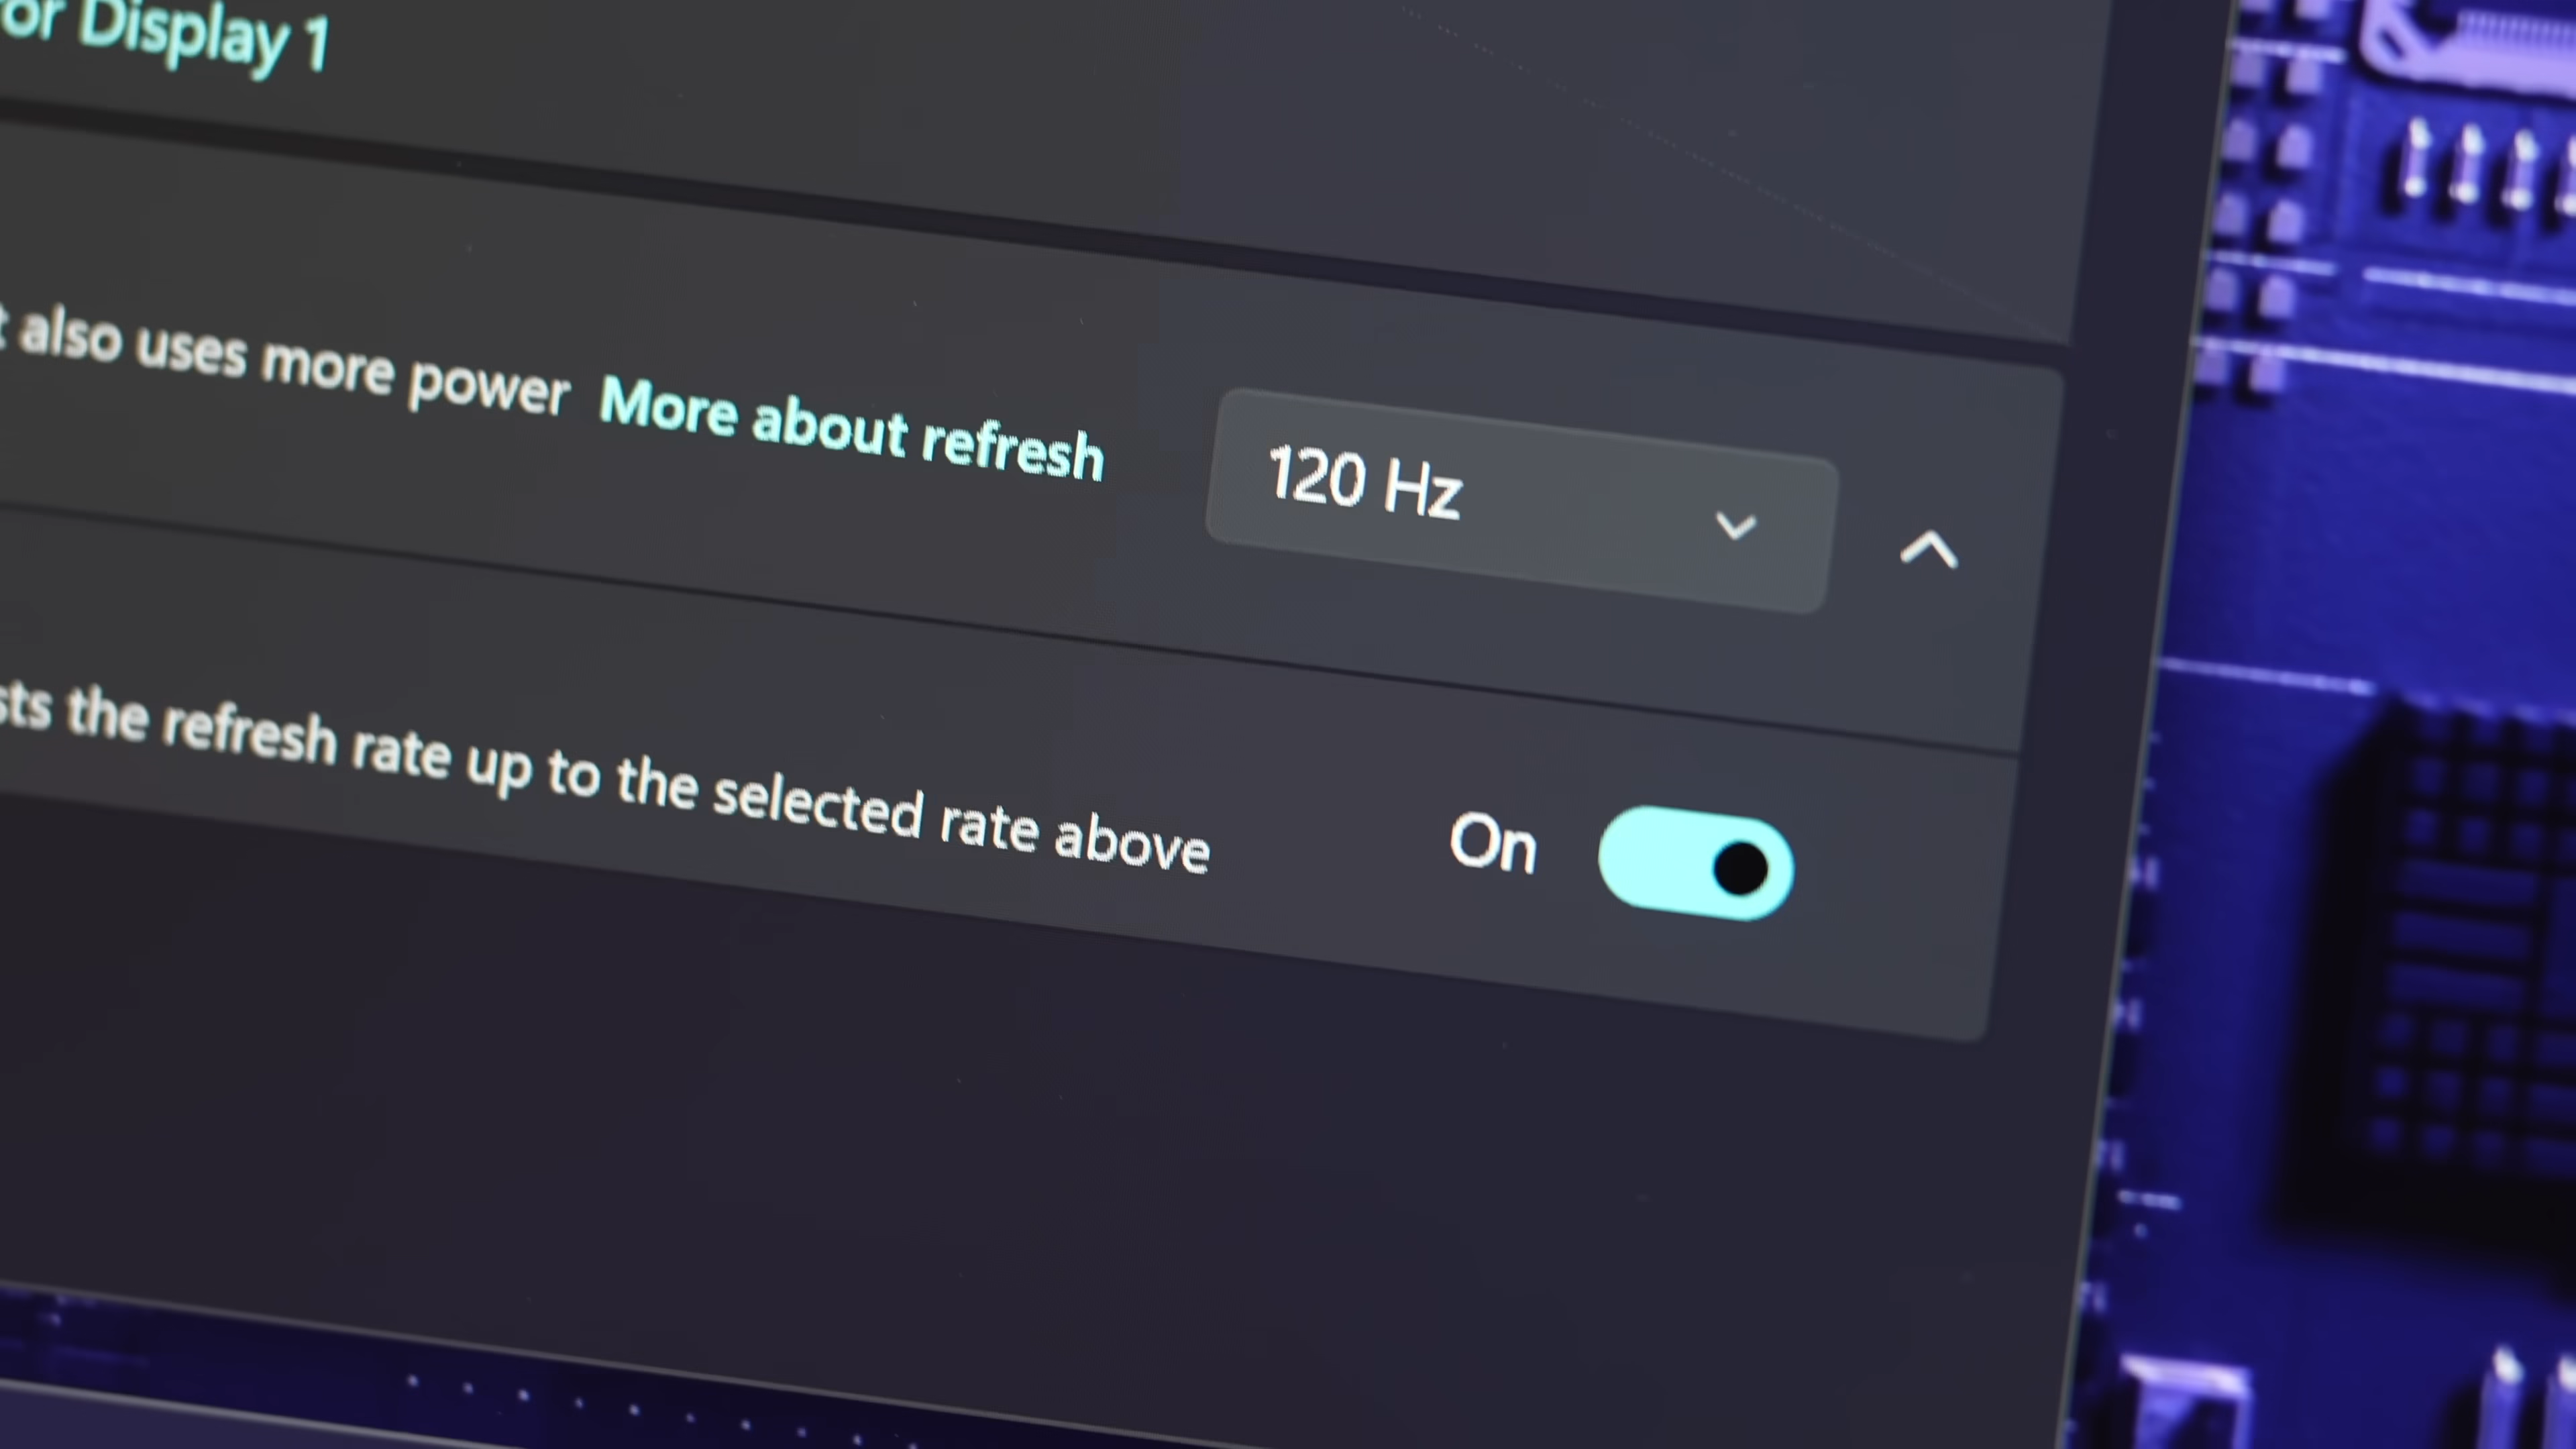 or Display 1
t also uses more power More about refresh
120 Hz
sts the refresh rate up to the selected rate above
On